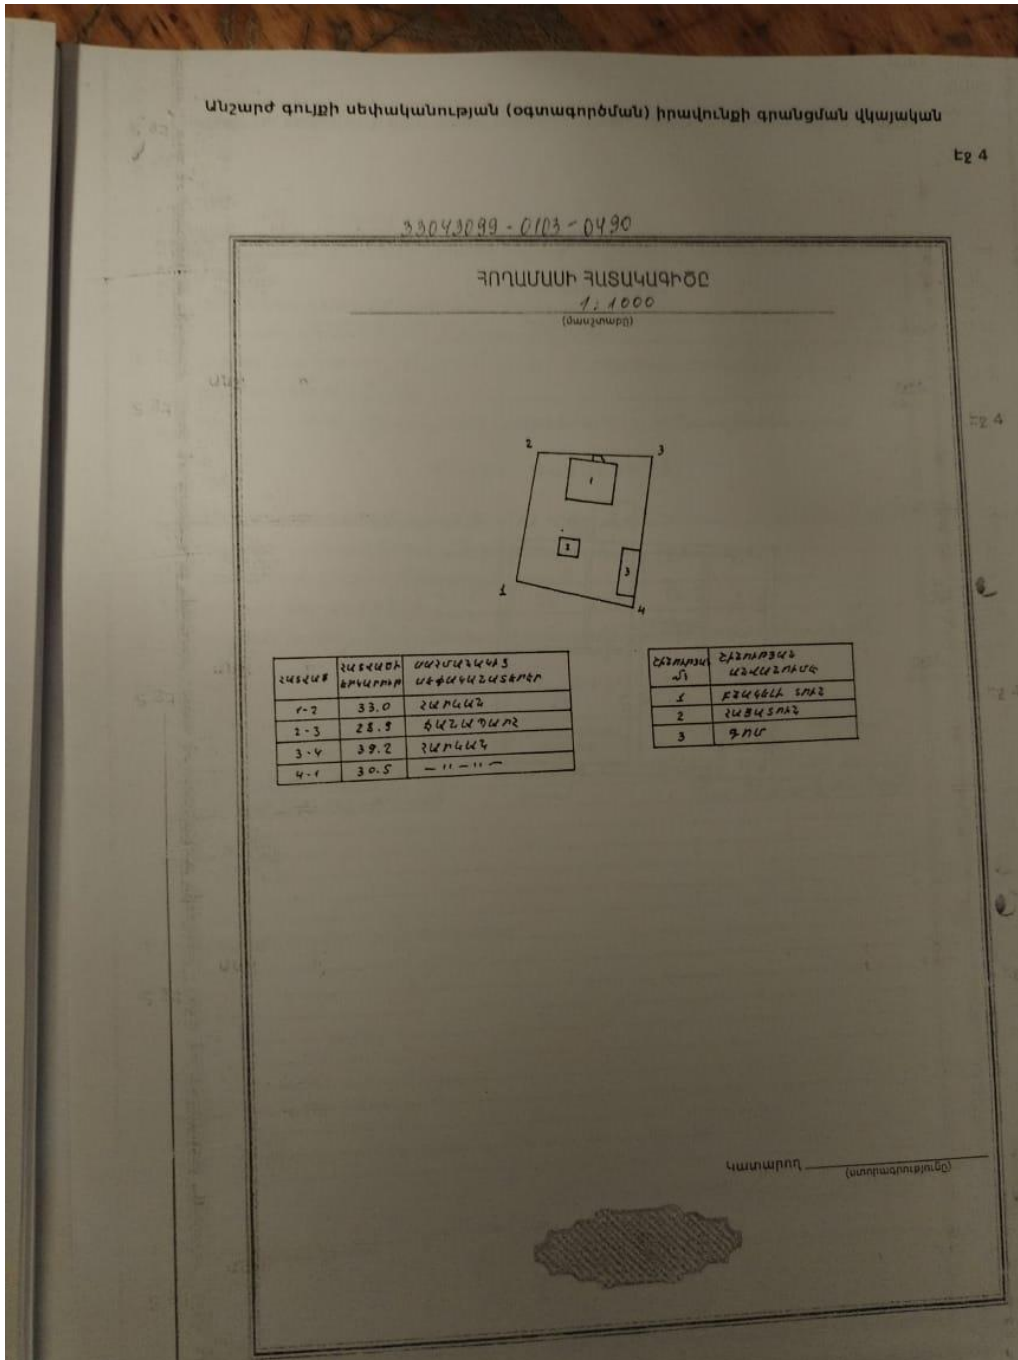 Անշարժ գույքի սեփականության (օգտագործման) իրավունքի գրանցման վկայական
Էջ 4
33043099-0103-0490
ՀՈՂԱՄԱՍԻ ՀԱՏԱԿԱԳԻԾԸ
1:1000
(մասշտաբը)
2
3
1
2
3
1
4
ՀԱՏՎԱԾ ՀԱՏՎԱԾԻ ԵՐԿԱՐՈՒԹ ՍԱՀՄԱՆԱԿԻՑ ՍԵՓԱԿԱՆԱՏԵՐԵՐ
1-2 33.0 ՀԱՐԵՎԱՆ
2-3 28.9 ՃԱՆԱՊԱՐՀ
3-4 39.2 ՀԱՐԵՎԱՆ
4-1 30.5 —"—"—
ՇԻՆՈՒԹՅԱՆ ՇԻՆՈՒԹՅԱՆ ԱՆՎԱՆՈՒՄԸ
1 ԲՆԱԿԵԼԻ ՏՈՒՆ
2 ՀԱՑԱՏՈՒՆ
3 ԳՈՄ
Կատարող
(ստորագրությունը)